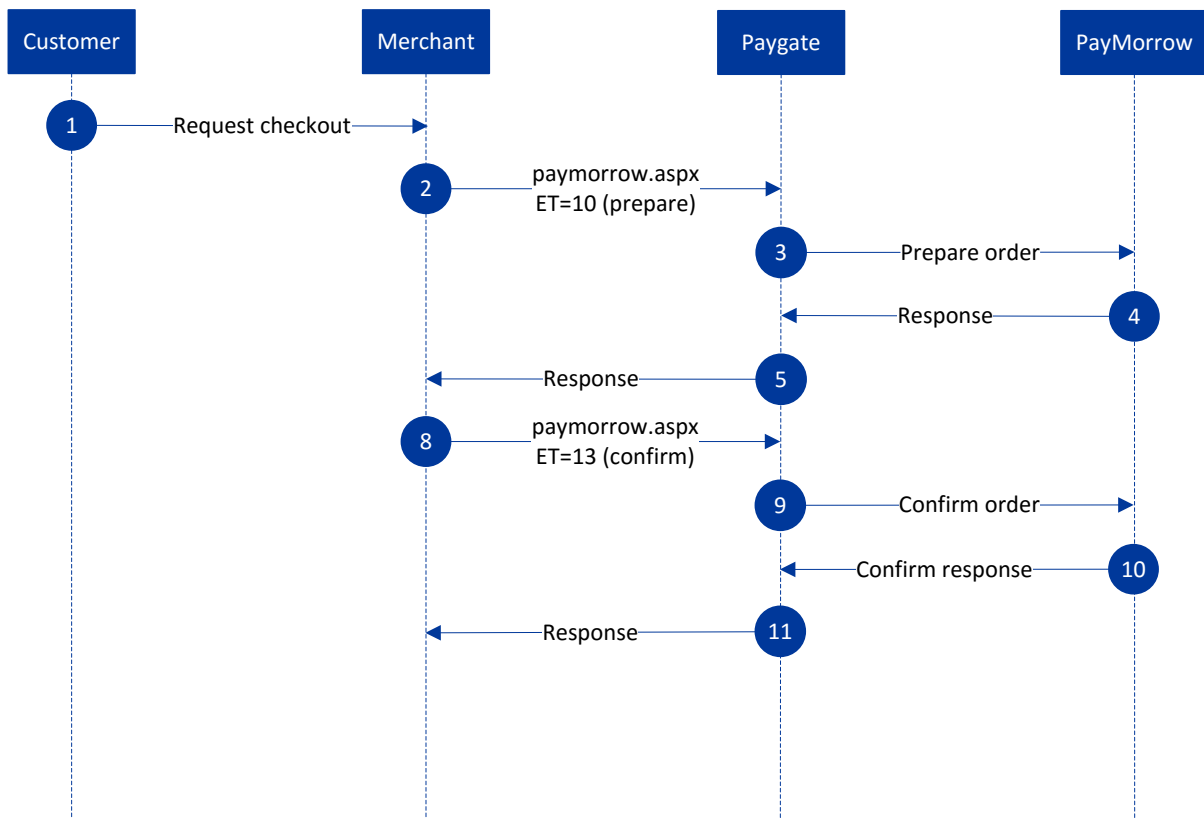 Customer
Merchant
Paygate
PayMorrow
1
Request checkout
2
paymorrow.aspx
ET=10 (prepare)
3
Prepare order
Response
4
Response
5
8
paymorrow.aspx
ET=13 (confirm)
9
Confirm order
Confirm response
10
Response
11